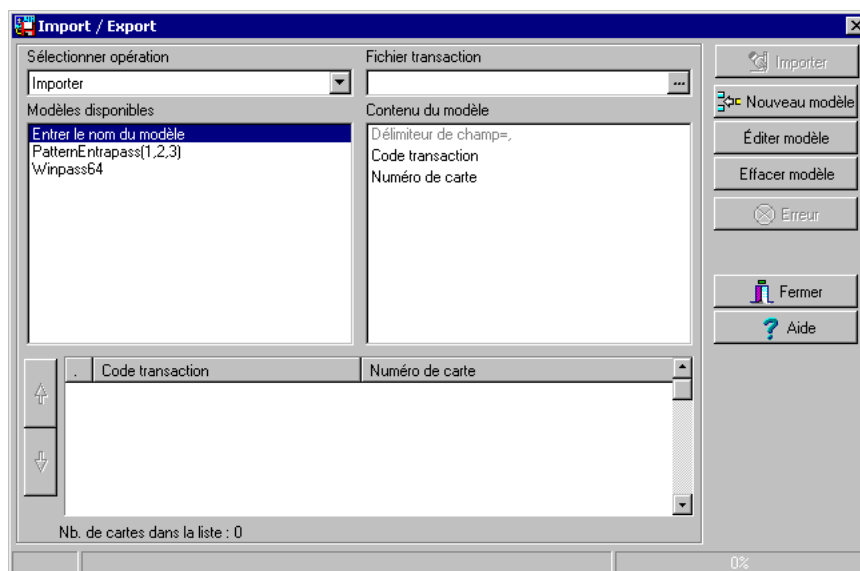 Import / Export
Sélectionner opération
Fichier transaction
Importer
...
Importer
Modèles disponibles
Contenu du modèle
Nouveau modèle
Entrer le nom du modèle
PatternEntrapass(1,2,3)
Winpass64
Délimiteur de champ=,
Code transaction
Numéro de carte
Éditer modèle
Effacer modèle
Erreur
Fermer
Aide
. Code transaction Numéro de carte
Nb. de cartes dans la liste : 0
0%